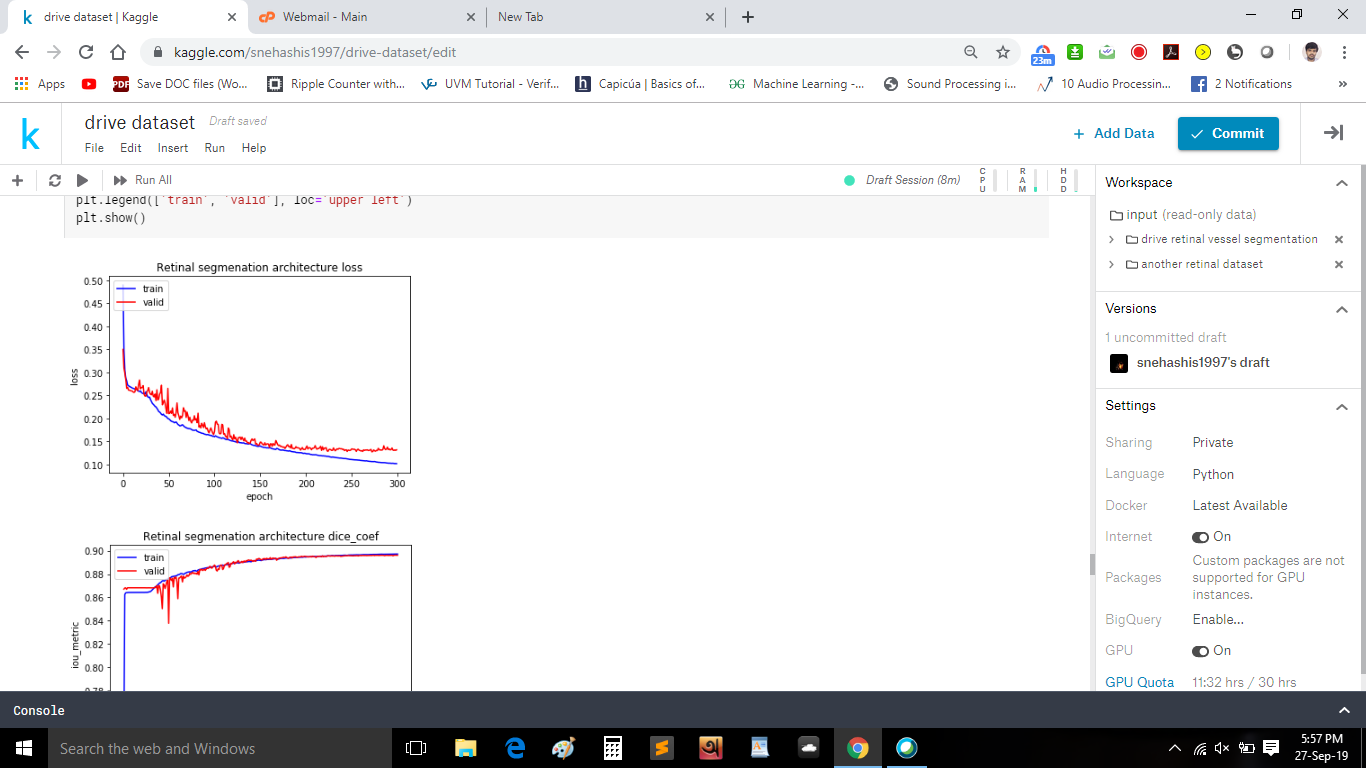 drive dataset | Kaggle
Webmail - Main
New Tab
kaggle.com/snehashis1997/drive-dataset/edit
23m
Apps
PDF Save DOC files (Wo...
Ripple Counter with...
UVM Tutorial - Verif...
h Capicúa | Basics of...
Machine Learning -...
Sound Processing i...
10 Audio Processin...
2 Notifications
»
k
drive dataset
Draft saved
File Edit Insert Run Help
+ Add Data
Commit
Run All
Draft Session (8m)
CPU
RAM
HDD
plt.legend(['train', 'valid'], loc='upper left')
plt.show()
Retinal segmenation architecture loss
train
valid
0.50
0.45
0.40
0.35
0.30
0.25
0.20
0.15
0.10
loss
0 50 100 150 200 250 300
epoch
Retinal segmenation architecture dice_coef
train
valid
0.90
0.88
0.86
0.84
0.82
0.80
0.78
iou_metric
Workspace
input (read-only data)
drive retinal vessel segmentation
another retinal dataset
Versions
1 uncommitted draft
snehashis1997's draft
Settings
Sharing Private
Language Python
Docker Latest Available
Internet On
Packages Custom packages are not
supported for GPU
instances.
BigQuery Enable...
GPU On
GPU Quota 11:32 hrs / 30 hrs
Console
Search the web and Windows
অ
5:57 PM
27-Sep-19